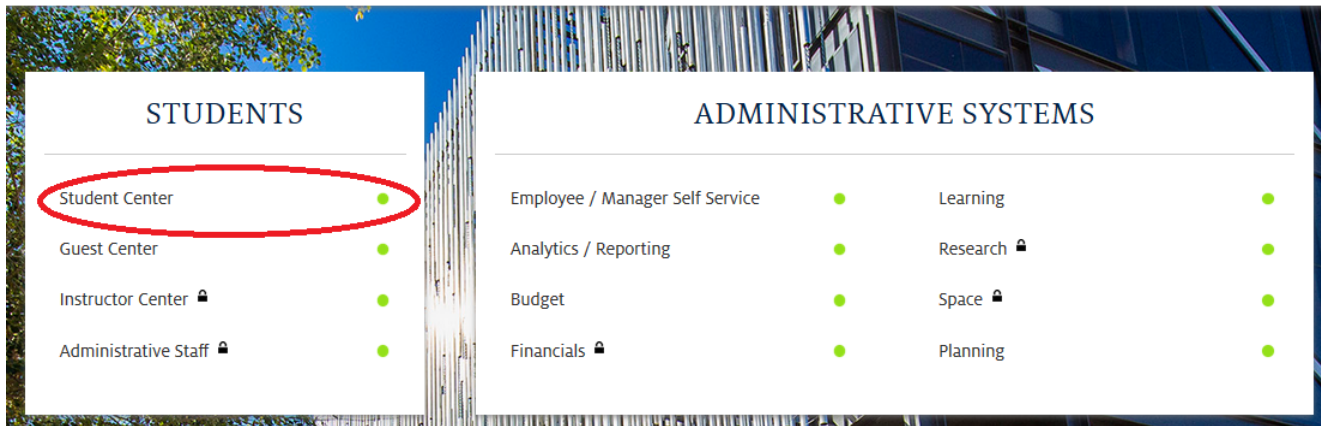 STUDENTS
Student Center
Guest Center
Instructor Center
Administrative Staff
ADMINISTRATIVE SYSTEMS
Employee / Manager Self Service
Analytics / Reporting
Budget
Financials
Learning
Research
Space
Planning